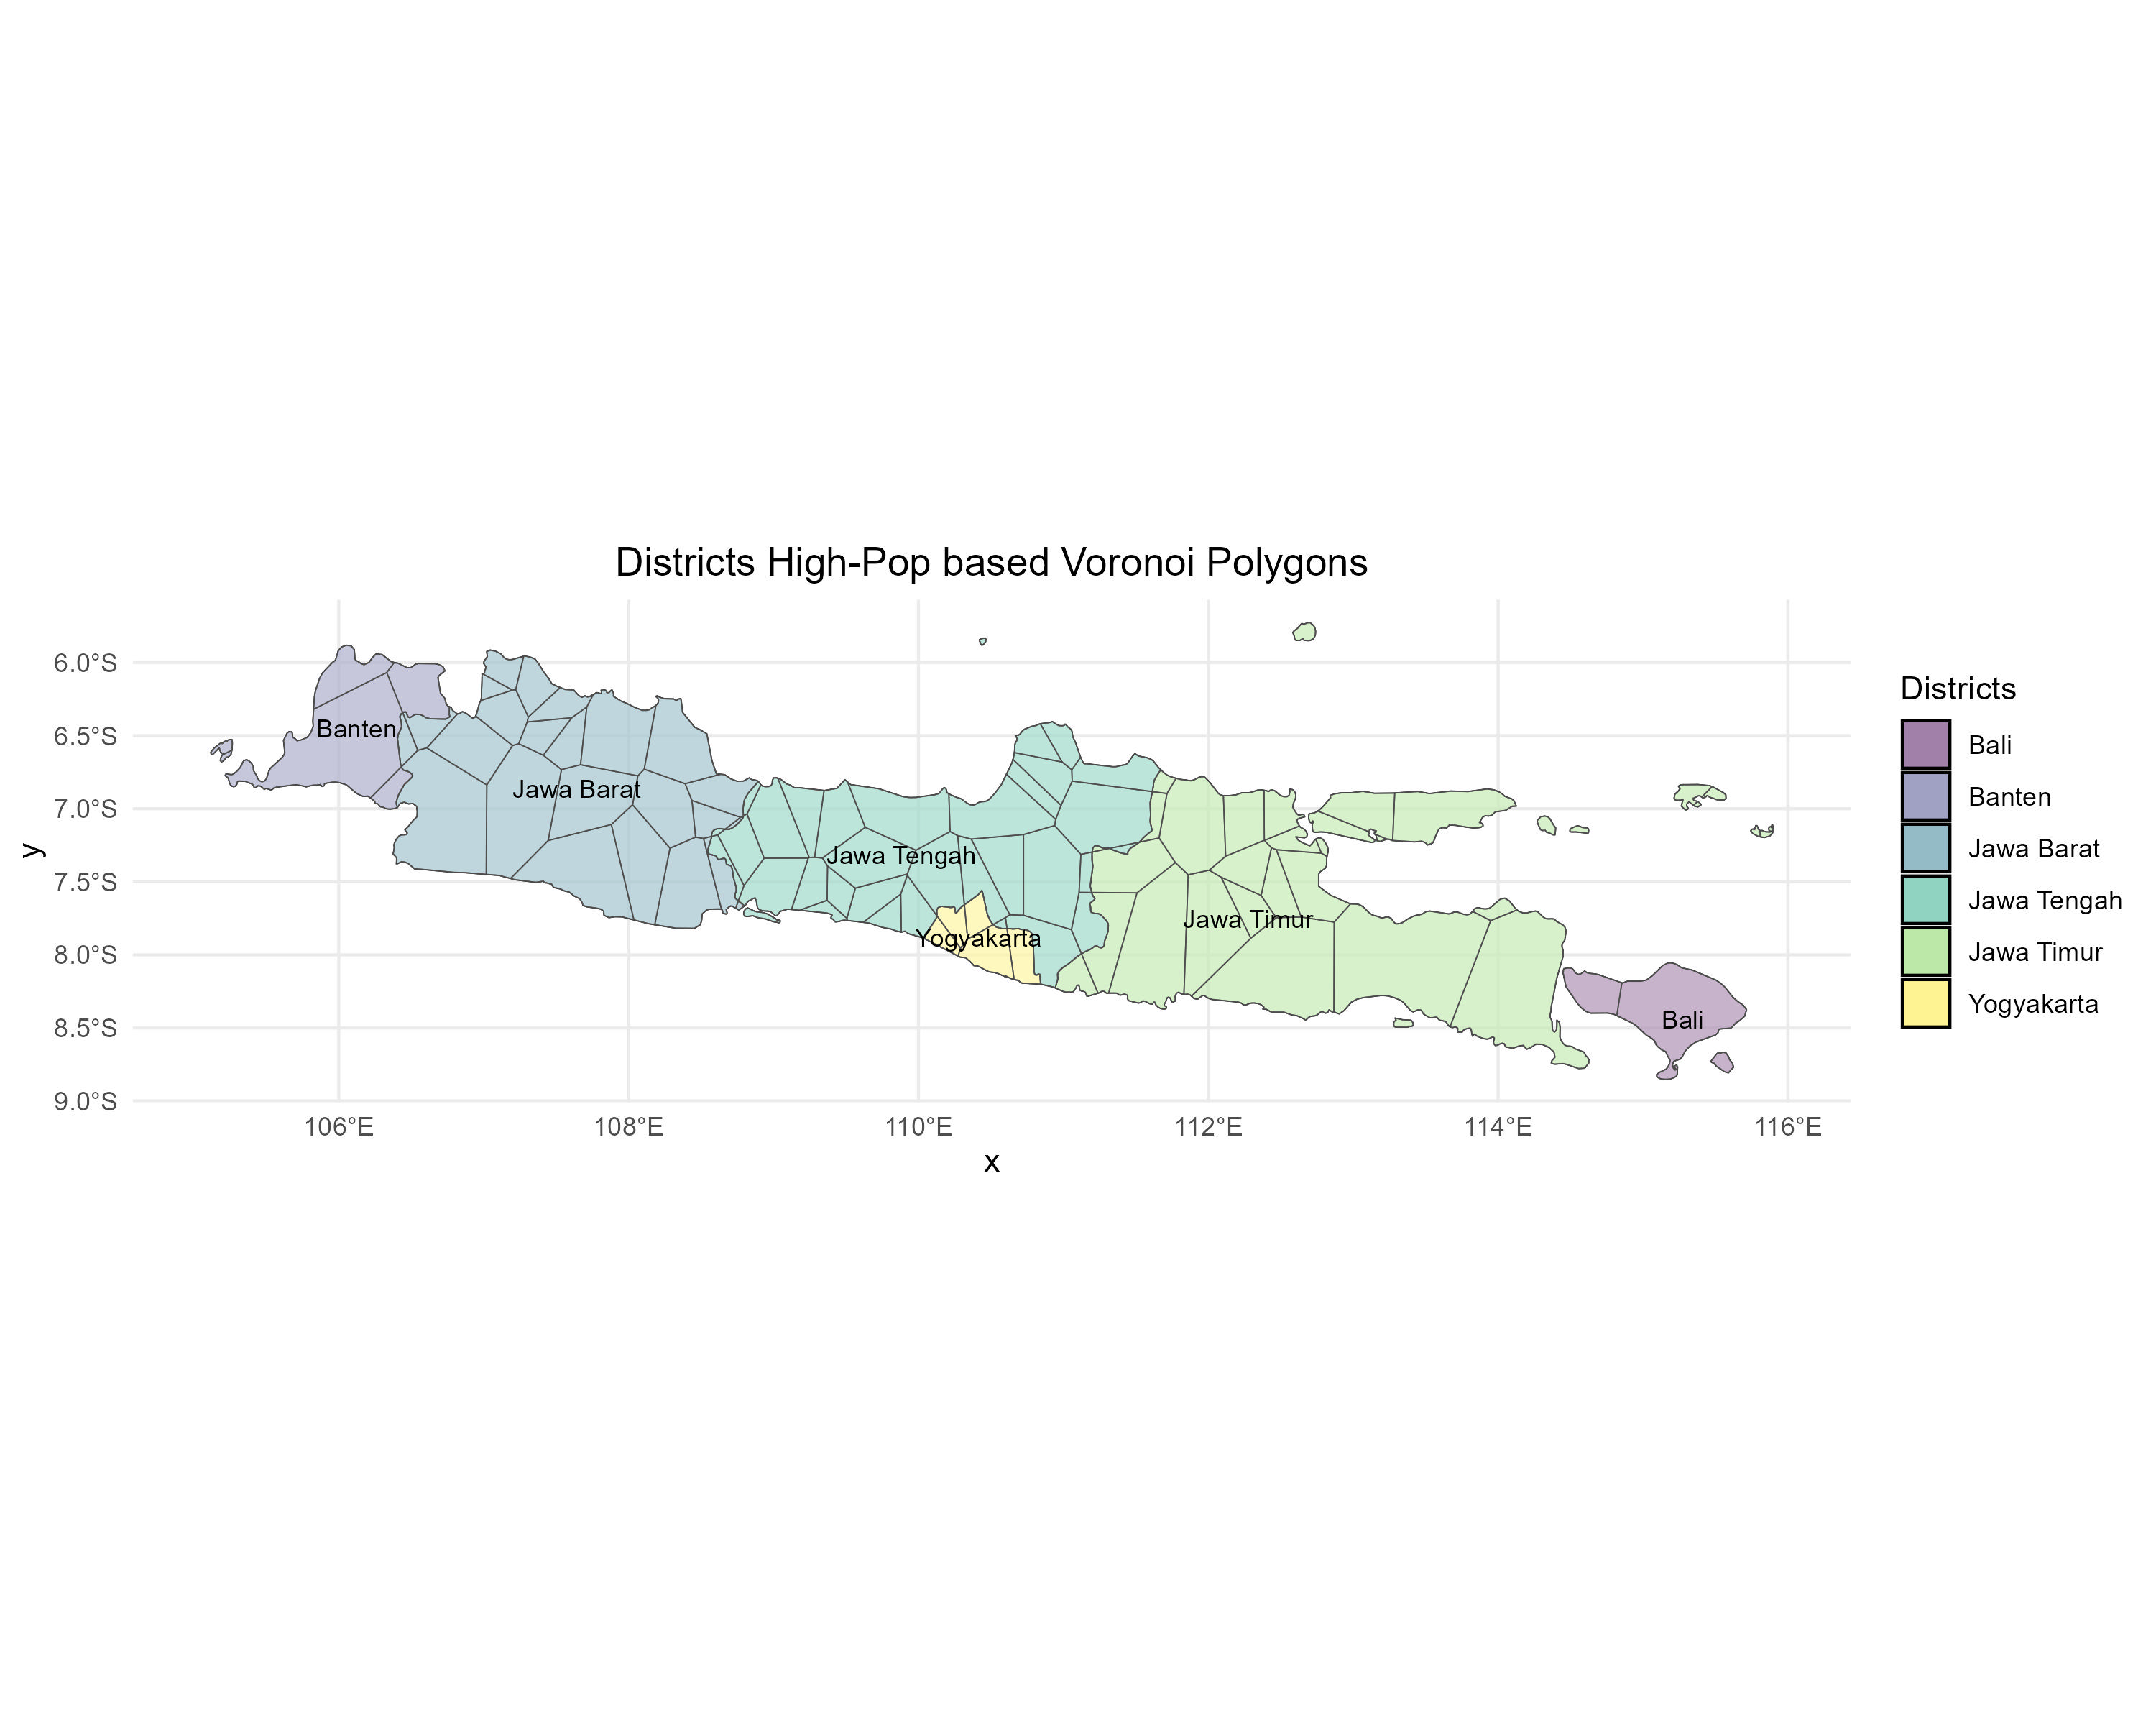 Districts High-Pop based Voronoi Polygons
6.0°S
6.5°S
7.0°S
7.5°S
8.0°S
8.5°S
9.0°S
y
Banten
Jawa Barat
Jawa Tengah
Yogyakarta
Jawa Timur
Bali
106°E
108°E
110°E
112°E
114°E
116°E
x
Districts
Bali
Banten
Jawa Barat
Jawa Tengah
Jawa Timur
Yogyakarta